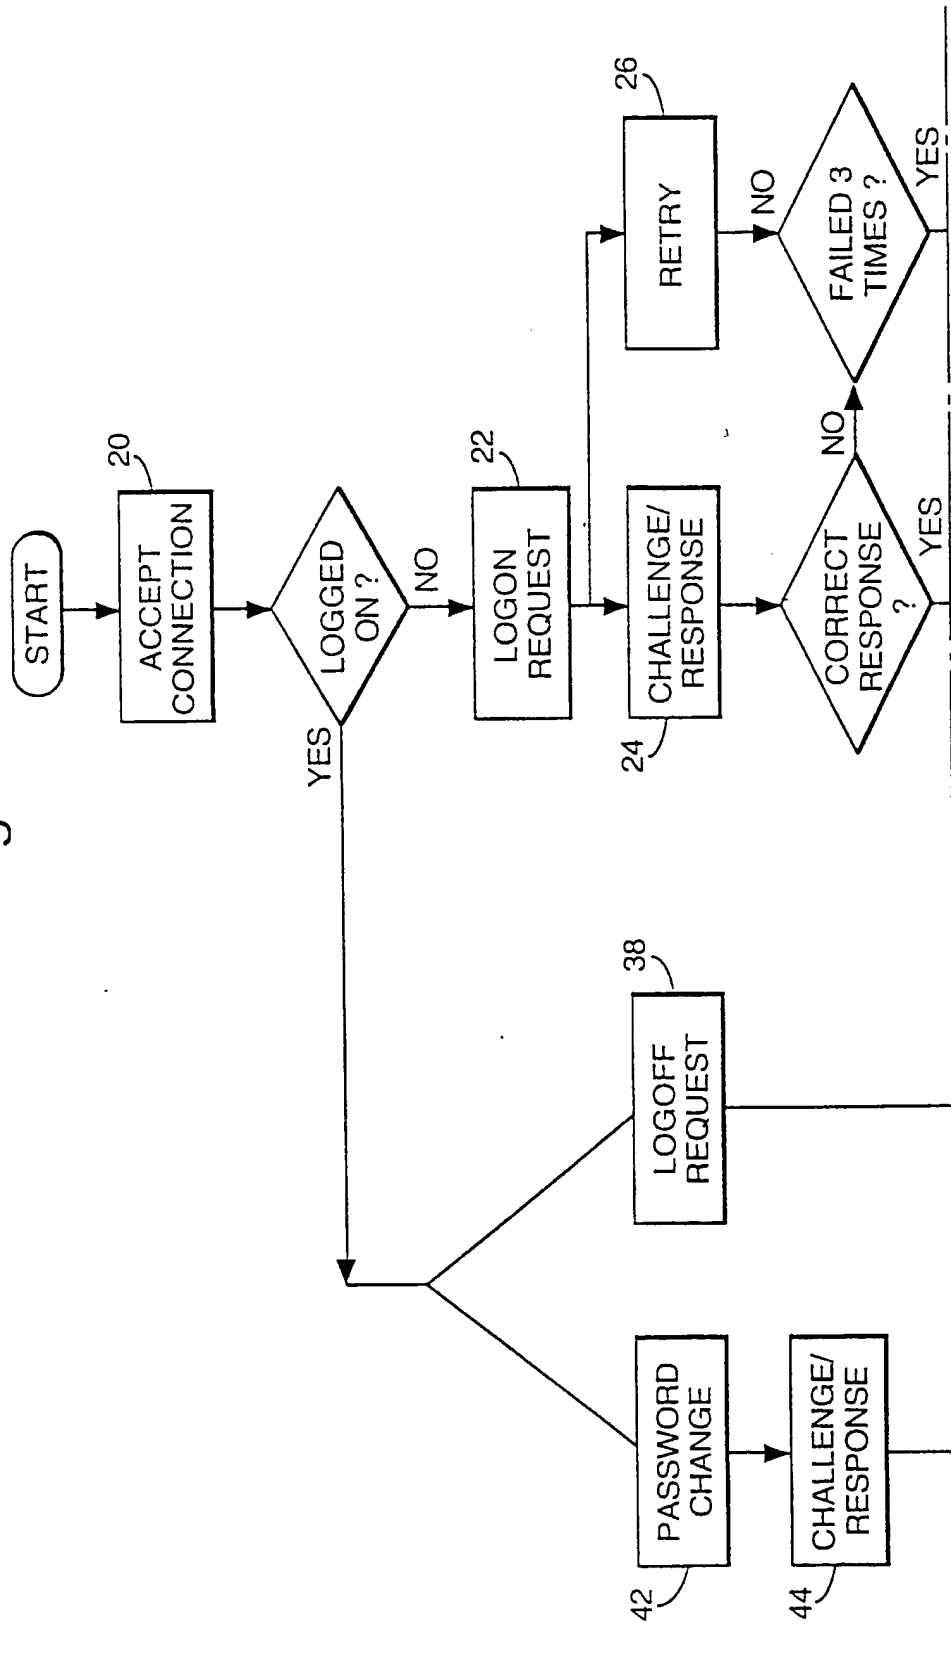 START
20
ACCEPT
CONNECTION
LOGGED
ON ?
YES
NO
22
LOGON
REQUEST
26
RETRY
NO
24
CHALLENGE/
RESPONSE
CORRECT
RESPONSE
?
NO
YES
FAILED 3
TIMES ?
YES
38
LOGOFF
REQUEST
42
PASSWORD
CHANGE
44
CHALLENGE/
RESPONSE